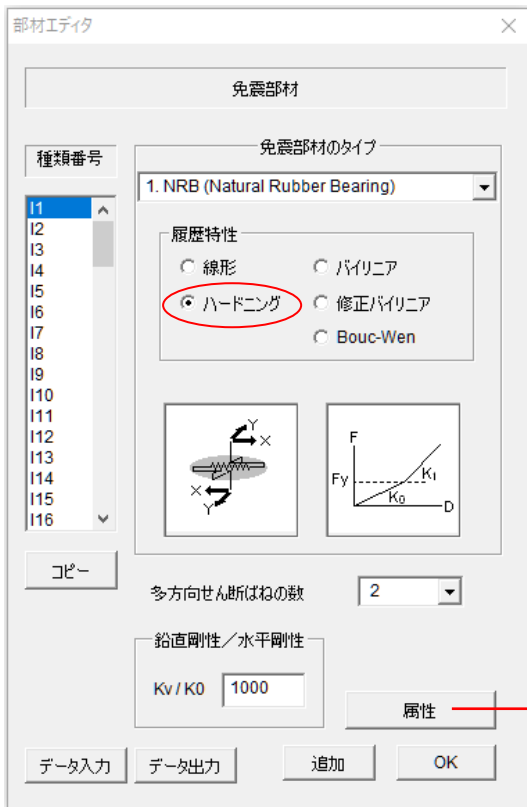 部材エディタ
免震部材
種類番号
I1
I2
I3
I4
I5
I6
I7
I8
I9
I10
I11
I12
I13
I14
I15
I16
コピー
免震部材のタイプ
1. NRB (Natural Rubber Bearing)
履歴特性
線形
バイリニア
ハードニング
修正バイリニア
Bouc-Wen
Y
X
X
Y
F
Fy
K1
K0
D
多方向せん断ばねの数
2
鉛直剛性／水平剛性
Kv / K0
1000
属性
データ入力
データ出力
追加
OK